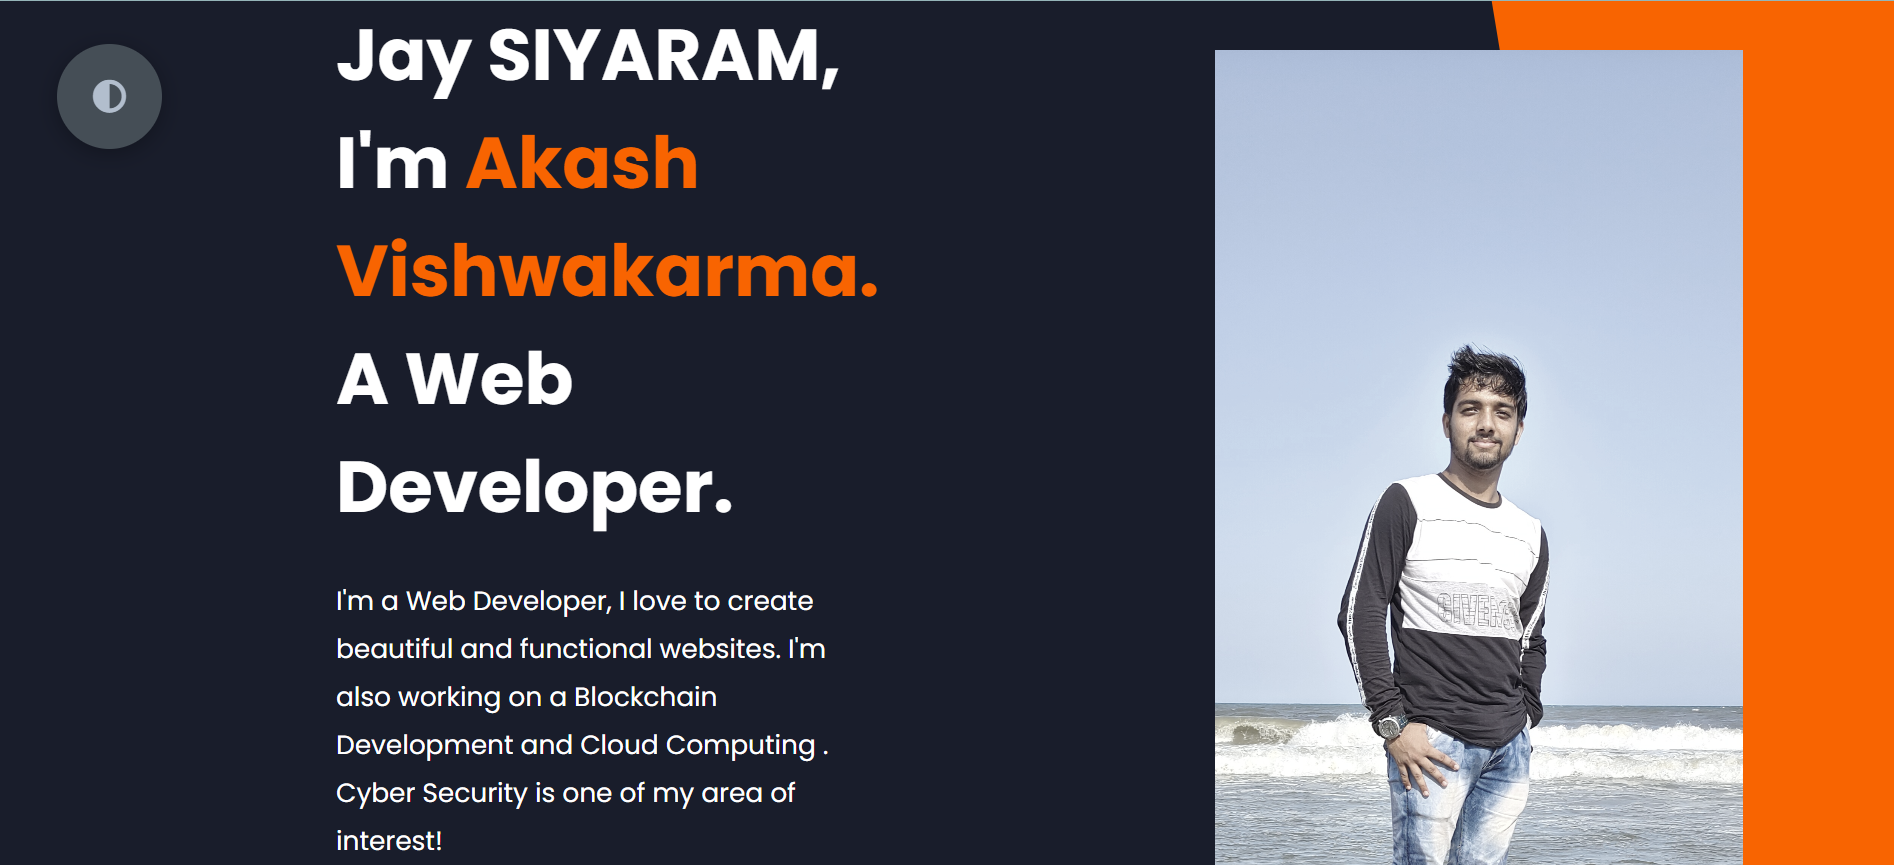 Jay SIYARAM,
I'm Akash
Vishwakarma.
A Web
Developer.
I'm a Web Developer, I love to create
beautiful and functional websites. I'm
also working on a Blockchain
Development and Cloud Computing .
Cyber Security is one of my area of
interest!